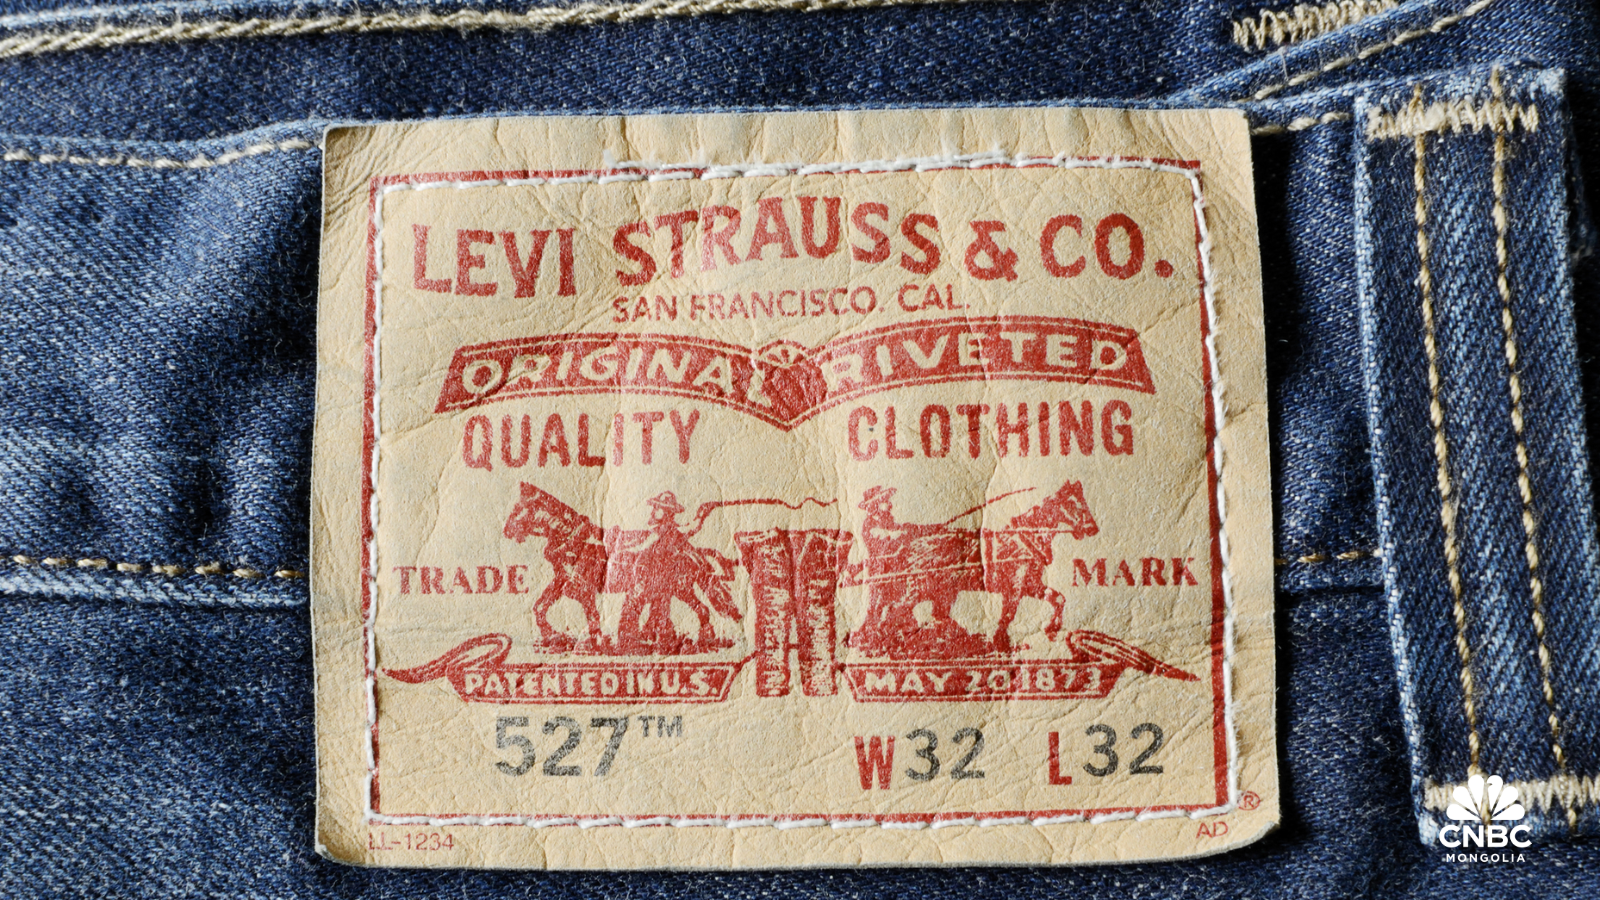 LEVI STRAUSS & CO.
SAN FRANCISCO. CAL.
ORIGINAL RIVETED
QUALITY CLOTHING
TRADE MARK
PATENTED IN U.S. MAY 20 1873
527™ W32 L32
®
LL-1234 AD
CNBC
MONGOLIA